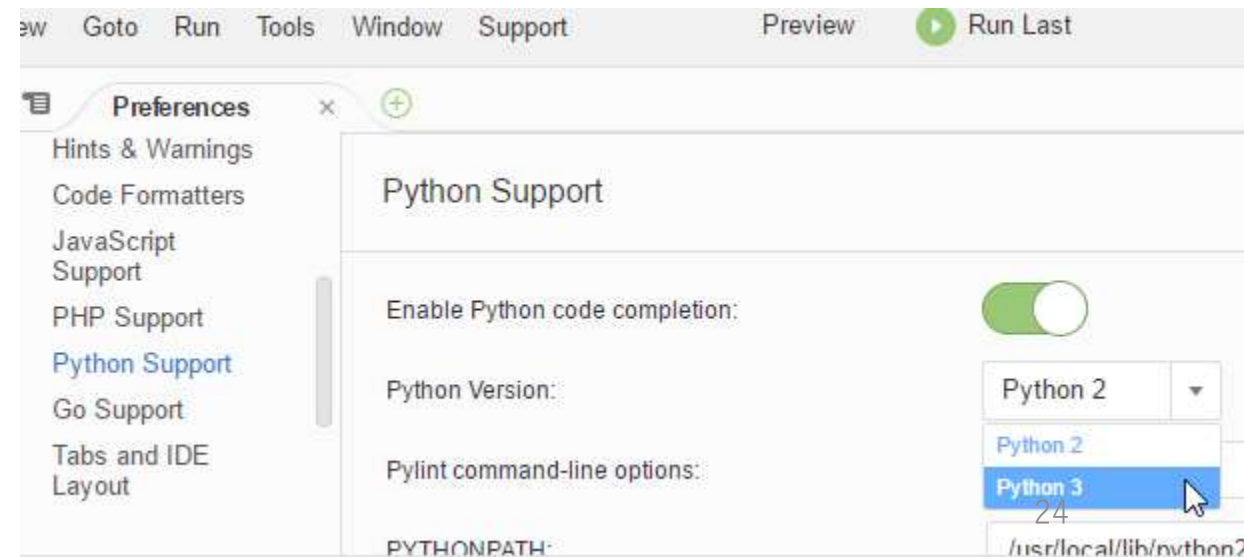 ew Goto Run Tools Window Support Preview Run Last
Preferences
Hints & Warnings
Code Formatters
JavaScript
Support
PHP Support
Python Support
Go Support
Tabs and IDE
Layout
Python Support
Enable Python code completion:
Python Version: Python 2
Python 2
Python 3
Pylint command-line options:
24
PYTHONPATH: /usr/local/lib/python2